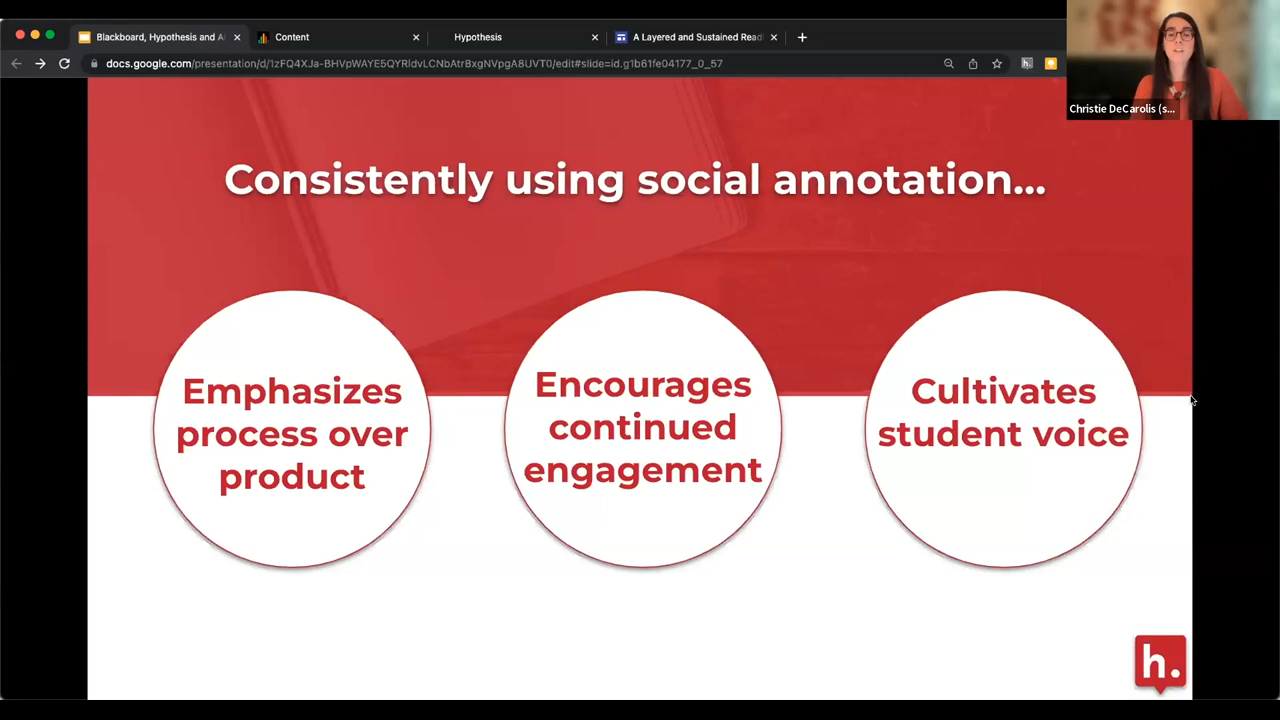 Blackboard, Hypothesis and A
Content
Hypothesis
A Layered and Sustained Read
docs.google.com/presentation/d/1zFQ4XJa-BHVpWAYE5QYRldvLCNbAtrBxgNVpgA8UVT0/edit#slide=id.g1b61fe04177_0_57
Christie DeCarolis (s...
Consistently using social annotation...
Emphasizes
process over
product
Encourages
continued
engagement
Cultivates
student voice
h.